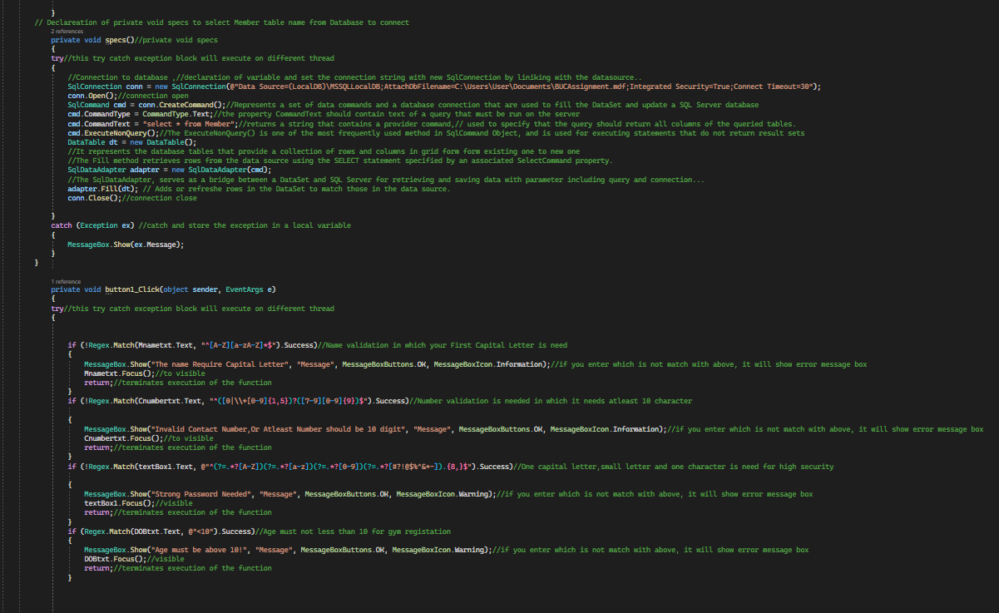 }
// Declareation of private void specs to select Member table name from Database to connect
2 references
private void specs()//private void specs
{
try//this try catch exception block will execute on different thread
{
//Connection to database ,//declaration of variable and set the connection string with new SqlConnection by liniking with the datasource..
SqlConnection conn = new SqlConnection(@"Data Source=(LocalDB)\MSSQLLocalDB;AttachDbFilename=C:\Users\User\Documents\BUCAssignment.mdf;Integrated Security=True;Connect Timeout=30");
conn.Open();//connection open
SqlCommand cmd = conn.CreateCommand();//Represents a set of data commands and a database connection that are used to fill the DataSet and update a SQL Server database
cmd.CommandType = CommandType.Text;//the property CommandText should contain text of a query that must be run on the server
cmd.CommandText = "select * from Member";//returns a string that contains a provider command,// used to specify that the query should return all columns of the queried tables.
cmd.ExecuteNonQuery();//The ExecuteNonQuery() is one of the most frequently used method in SqlCommand Object, and is used for executing statements that do not return result sets
DataTable dt = new DataTable();
//It represents the database tables that provide a collection of rows and columns in grid form form existing one to new one
//The Fill method retrieves rows from the data source using the SELECT statement specified by an associated SelectCommand property.
SqlDataAdapter adapter = new SqlDataAdapter(cmd);
//The SqlDataAdapter, serves as a bridge between a DataSet and SQL Server for retrieving and saving data with parameter including query and connection...
adapter.Fill(dt); // Adds or refreshe rows in the DataSet to match those in the data source.
conn.Close();//connection close
}
catch (Exception ex) //catch and store the exception in a local variable
{
MessageBox.Show(ex.Message);
}
}
1 reference
private void button1_Click(object sender, EventArgs e)
{
try//this try catch exception block will execute on different thread
{
if (!Regex.Match(Mnametxt.Text, "^[A-Z][a-zA-Z]*$").Success)//Name validation in which your First Capital Letter is need
{
MessageBox.Show("The name Require Capital Letter", "Message", MessageBoxButtons.OK, MessageBoxIcon.Information);//if you enter which is not match with above, it will show error message box
Mnametxt.Focus();//to visible
return;//terminates execution of the function
}
if (!Regex.Match(Cnumbertxt.Text, "^([0|\\+[0-9]{1,5})?([7-9][0-9]{9})$").Success)//Number validation is needed in which it needs atleast 10 character
{
MessageBox.Show("Invalid Contact Number,Or Atleast Number should be 10 digit", "Message", MessageBoxButtons.OK, MessageBoxIcon.Information);//if you enter which is not match with above, it will show error message box
Cnumbertxt.Focus();//to visible
return;//terminates execution of the function
}
if (!Regex.Match(textBox1.Text, @"^(?=.*?[A-Z])(?=.*?[a-z])(?=.*?[0-9])(?=.*?[#?!@$%^&*-]).{8,}$").Success)//One capital letter,small letter and one character is need for high security
{
MessageBox.Show("Strong Password Needed", "Message", MessageBoxButtons.OK, MessageBoxIcon.Warning);//if you enter which is not match with above, it will show error message box
textBox1.Focus();//visible
return;//terminates execution of the function
}
if (Regex.Match(DOBtxt.Text, @"<10").Success)//Age must not less than 10 for gym registation
{
MessageBox.Show("Age must be above 10!", "Message", MessageBoxButtons.OK, MessageBoxIcon.Warning);//if you enter which is not match with above, it will show error message box
DOBtxt.Focus();//visible
return;//terminates execution of the function
}